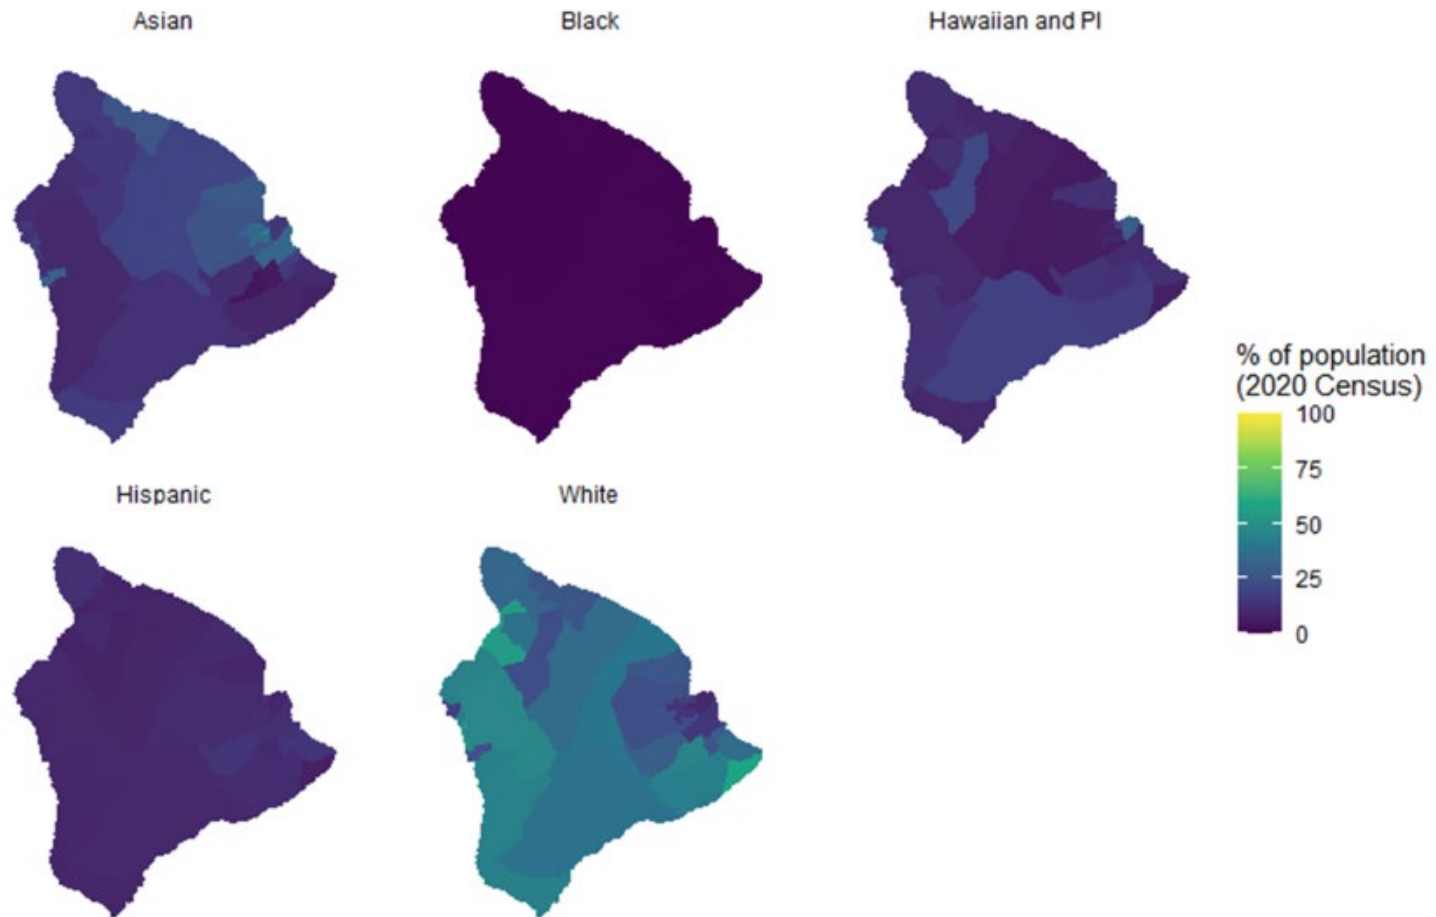 Asian
Black
Hawaiian and PI
Hispanic
White
% of population
(2020 Census)
100
75
50
25
0